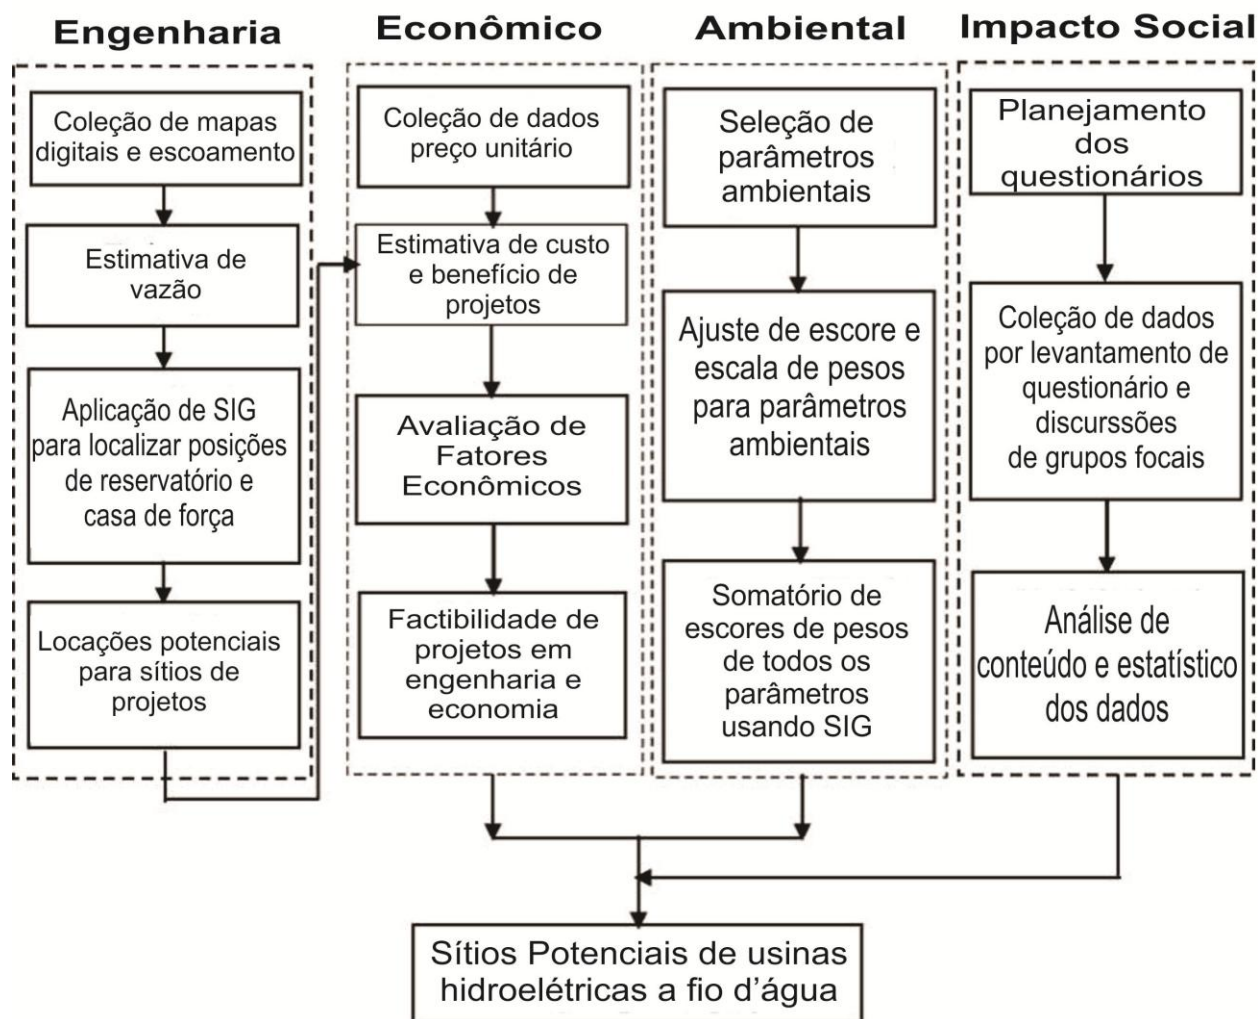 Engenharia
Coleção de mapas
digitais e escoamento
Estimativa de
vazão
Aplicação de SIG
para localizar posições
de reservatório e
casa de força
Locações potenciais
para sítios de
projetos
Econômico
Coleção de dados
preço unitário
Estimativa de custo
e benefício de
projetos
Avaliação de
Fatores
Econômicos
Factibilidade de
projetos em
engenharia e
economia
Ambiental
Seleção de
parâmetros
ambientais
Ajuste de escore e
escala de pesos
para parâmetros
ambientais
Somatório de
escores de pesos
de todos os
parâmetros
usando SIG
Impacto Social
Planejamento
dos
questionários
Coleção de dados
por levantamento de
questionário e
discurssões
de grupos focais
Análise de
conteúdo e estatístico
dos dados
Sítios Potenciais de usinas
hidroelétricas a fio d’água